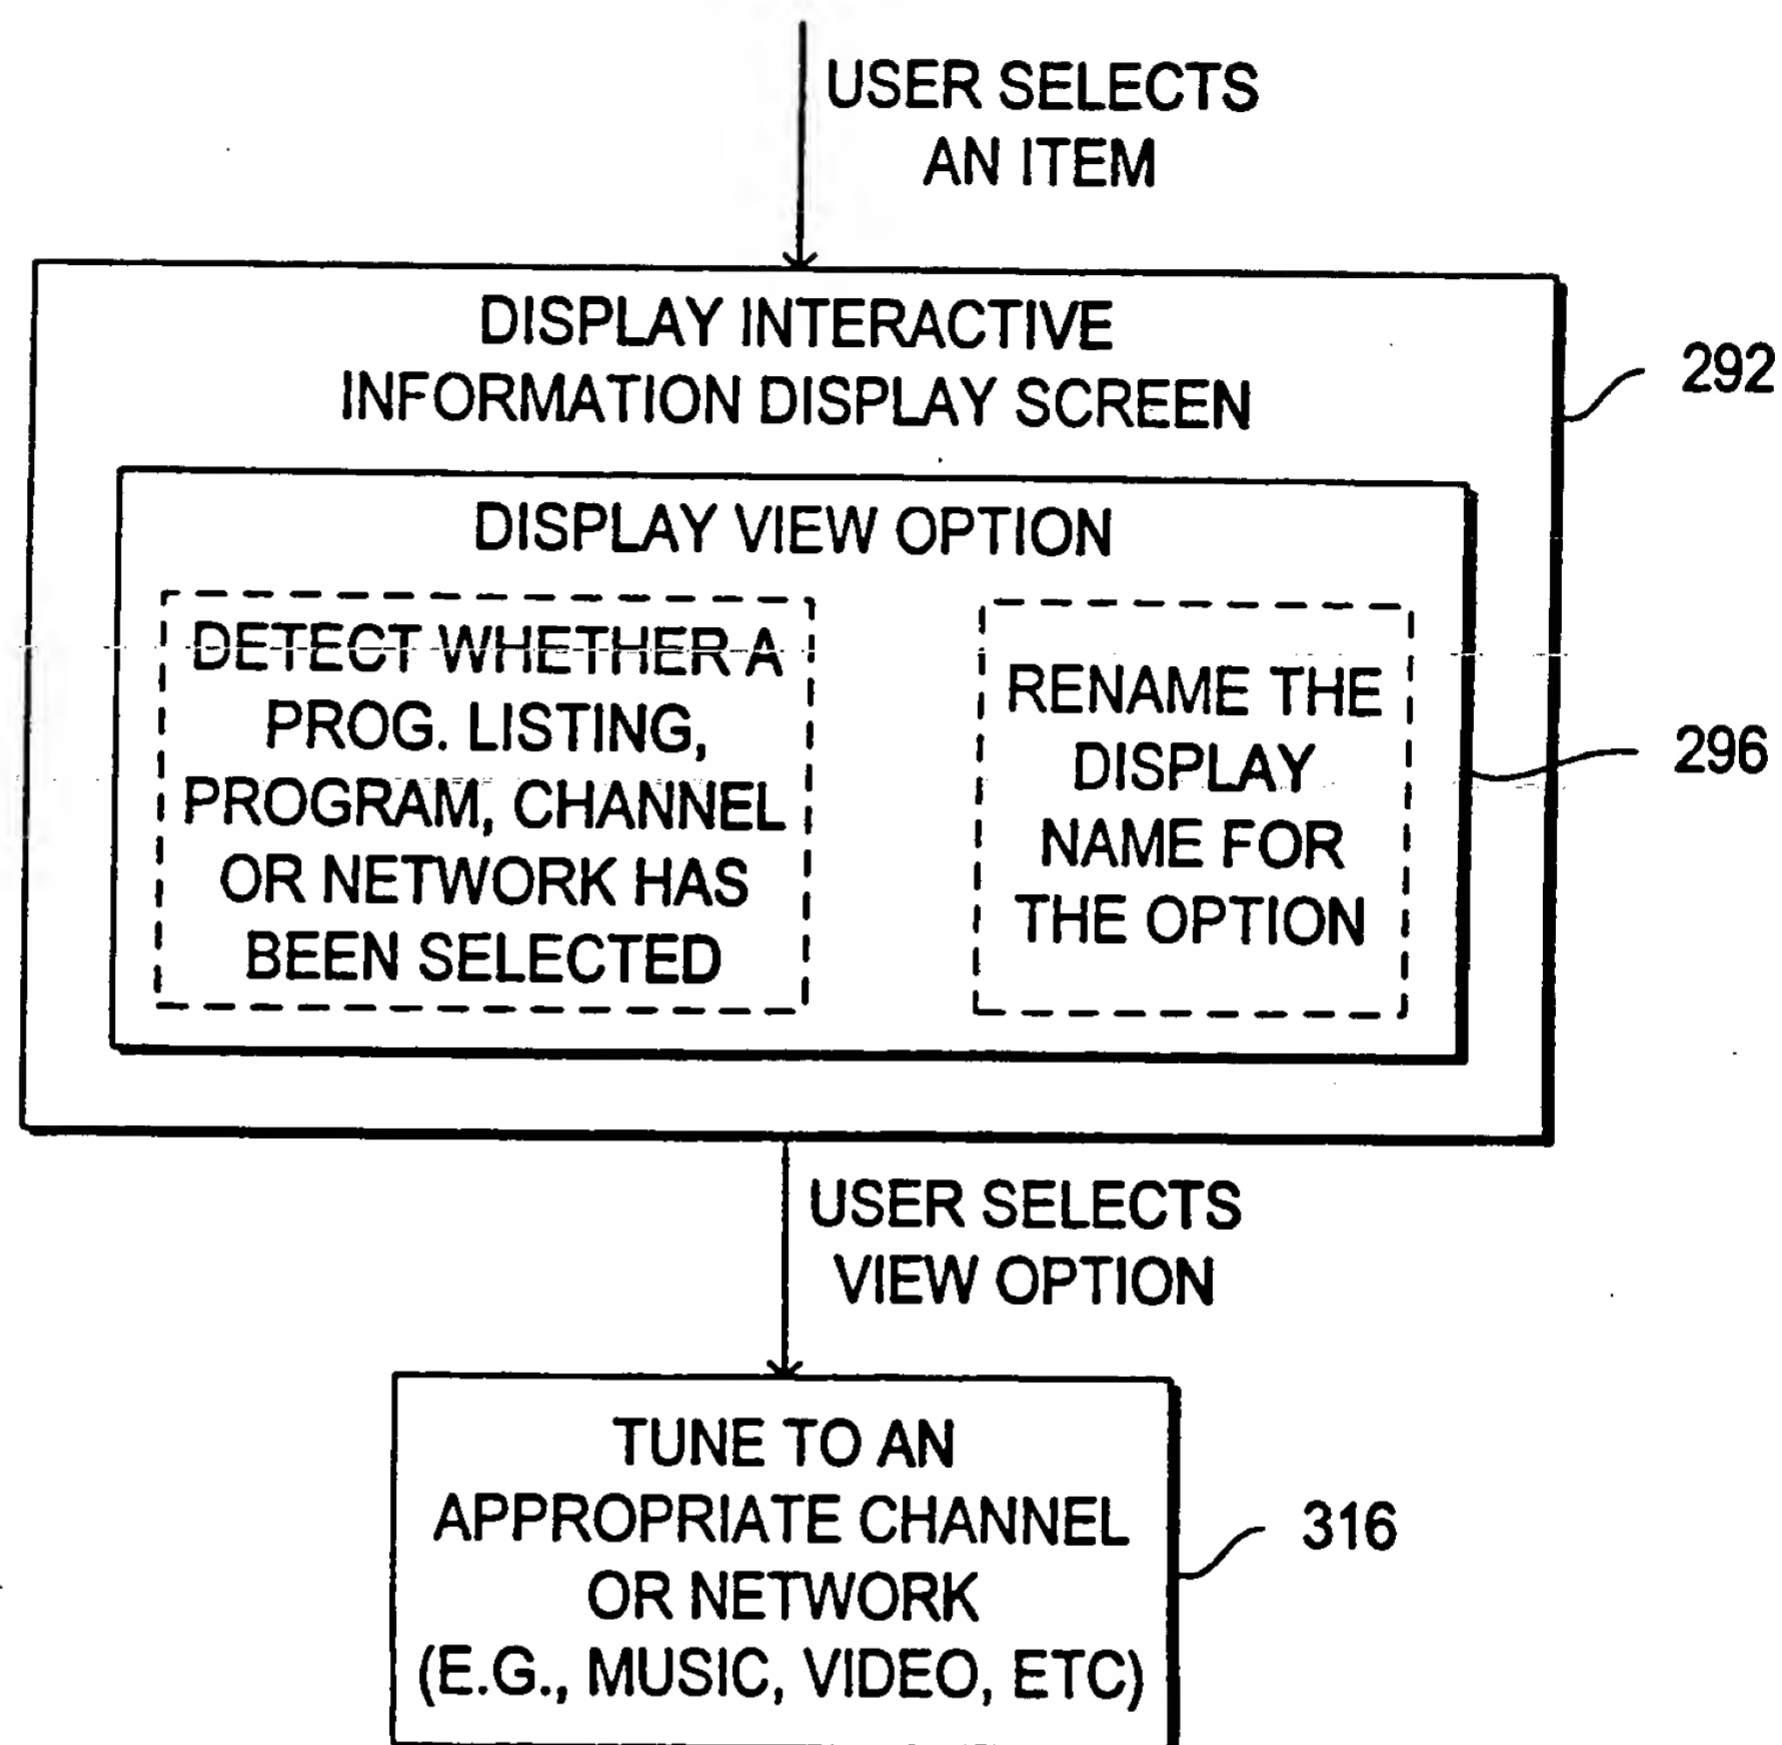 USER SELECTS
AN ITEM
DISPLAY INTERACTIVE
INFORMATION DISPLAY SCREEN
292
DISPLAY VIEW OPTION
DETECT WHETHER A
PROG. LISTING,
PROGRAM, CHANNEL
OR NETWORK HAS
BEEN SELECTED
RENAME THE
DISPLAY
NAME FOR
THE OPTION
296
USER SELECTS
VIEW OPTION
TUNE TO AN
APPROPRIATE CHANNEL
OR NETWORK
(E.G., MUSIC, VIDEO, ETC)
316